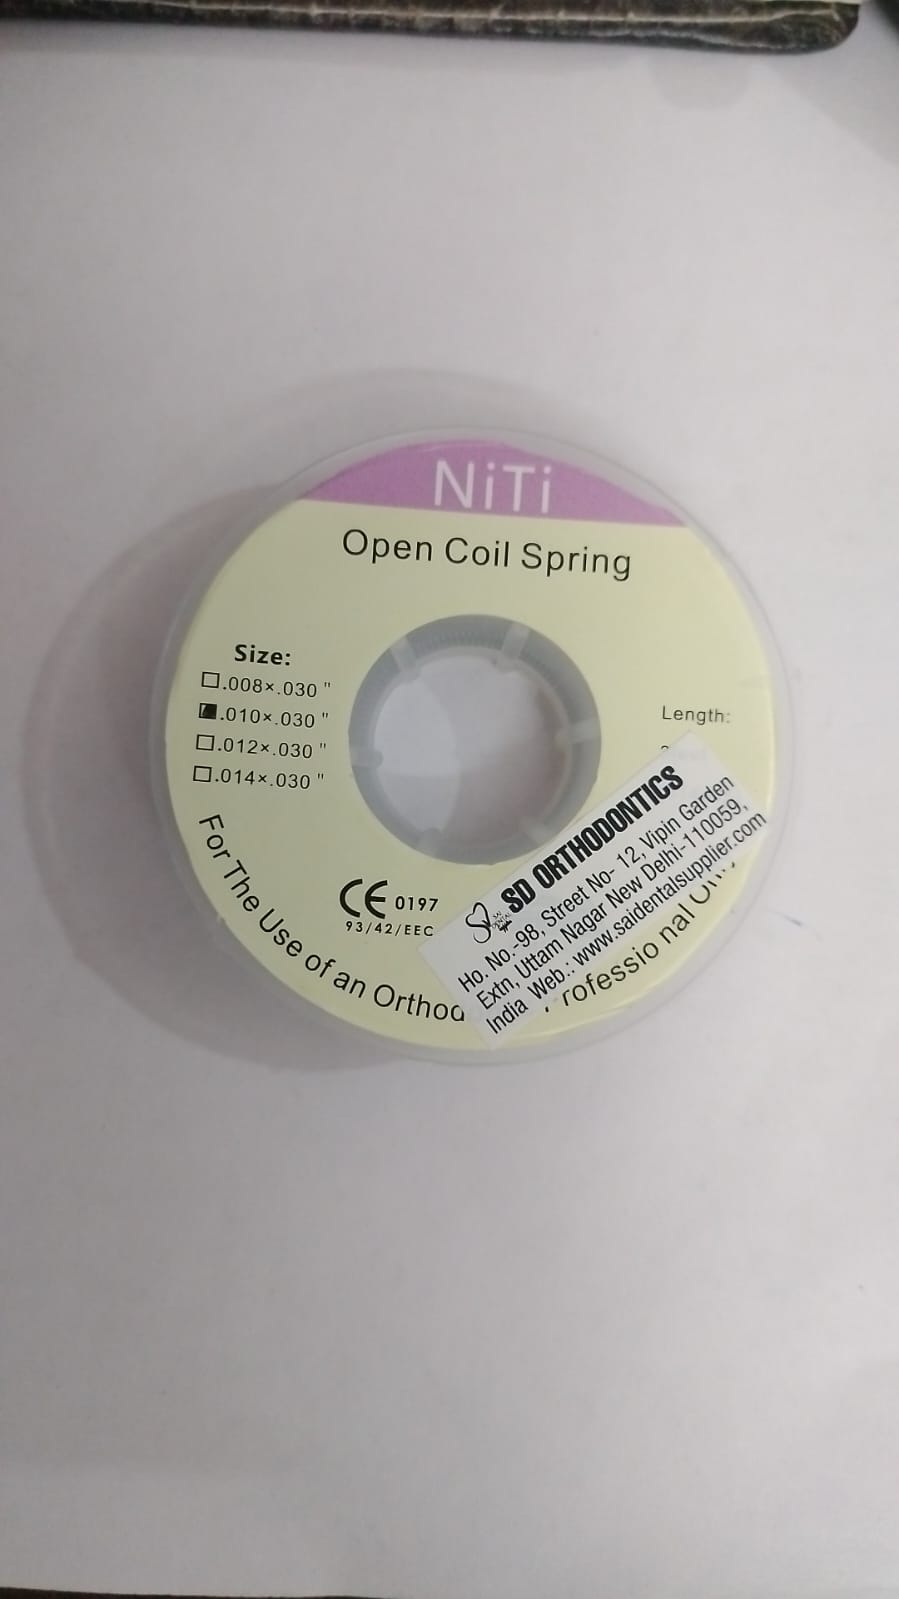 NiTi
Open Coil Spring
Size:
.008×.030 "
.010×.030 "
.012×.030 "
.014×.030 "
Length:
CE 0197
93/42/EEC
For The Use of an Orthod
rofessio nal
SD ORTHODONTICS
Ho. No.-98, Street No- 12, Vipin Garden
Extn, Uttam Nagar New Delhi-110059,
India Web.: www.saidentalsupplier.com